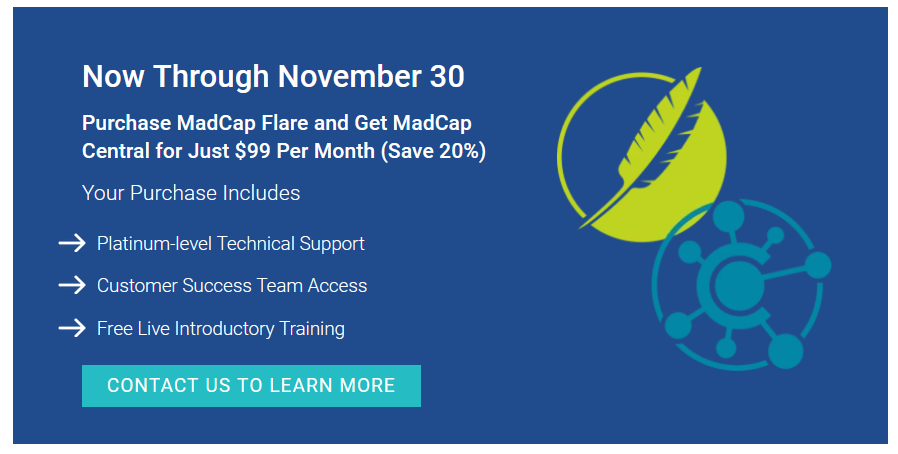 Now Through November 30
Purchase MadCap Flare and Get MadCap
Central for Just $99 Per Month (Save 20%)
Your Purchase Includes
Platinum-level Technical Support
Customer Success Team Access
Free Live Introductory Training
CONTACT US TO LEARN MORE